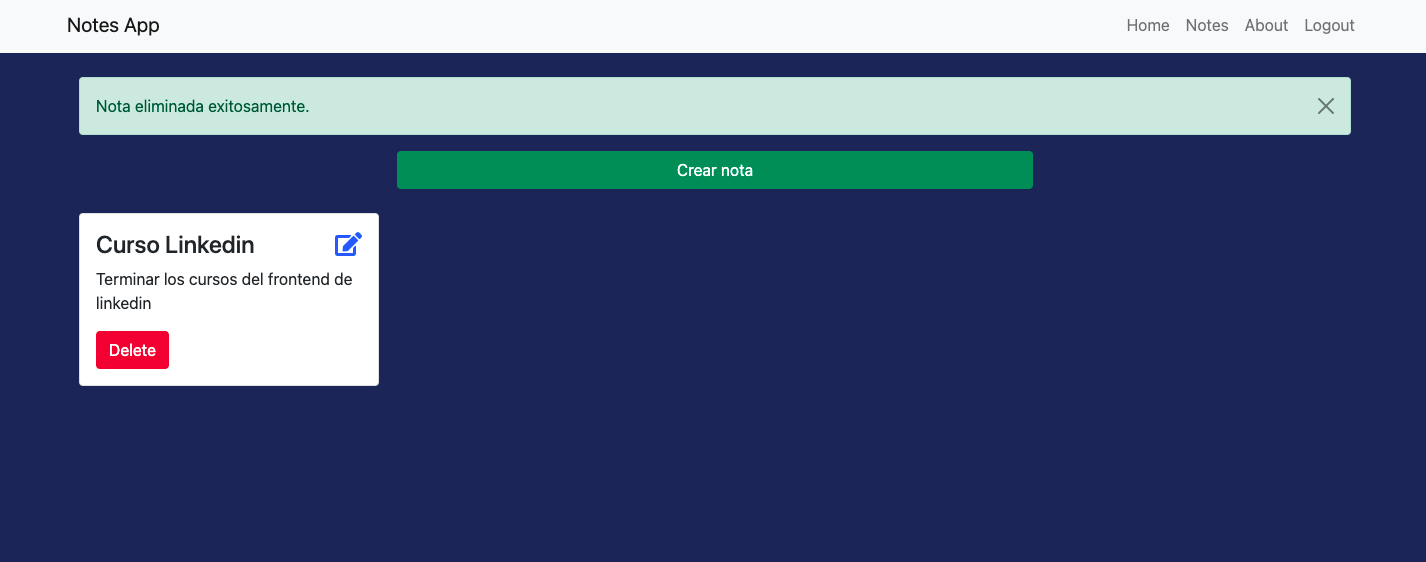 Notes App
Home Notes About Logout
Nota eliminada exitosamente.
Crear nota
Curso Linkedin
Terminar los cursos del frontend de
linkedin
Delete